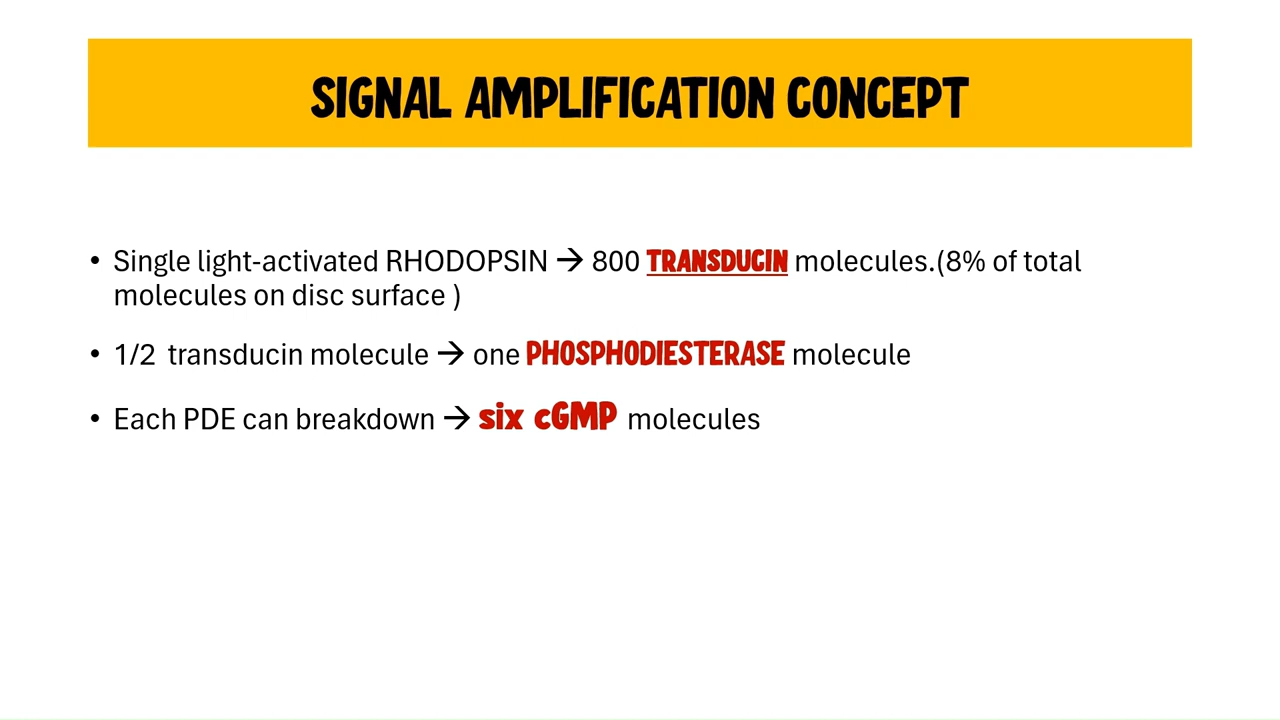 SIGNAL AMPLIFICATION CONCEPT
• Single light-activated RHODOPSIN → 800 TRANSDUCIN molecules.(8% of total
molecules on disc surface )
• 1/2 transducin molecule → one PHOSPHODIESTERASE molecule
• Each PDE can breakdown → six cGMP molecules